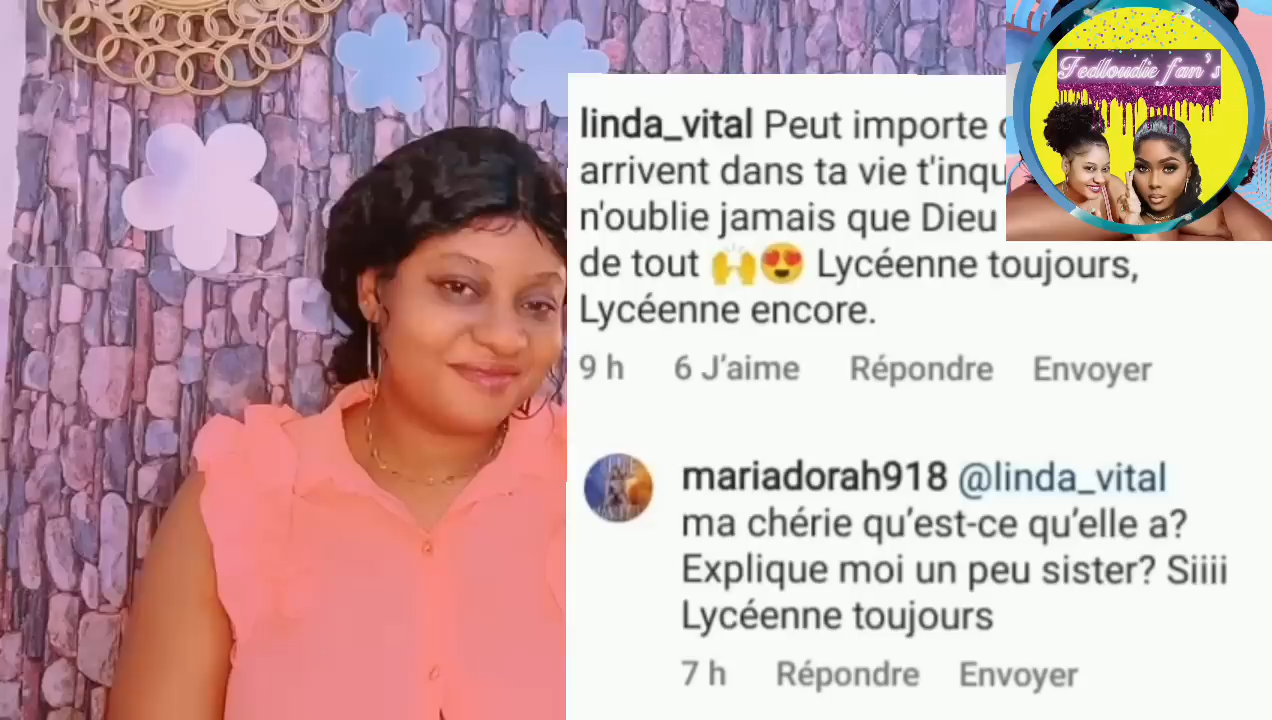 Fedloudie fan's
linda_vital Peut importe
arrivent dans ta vie t'inqu
n'oublie jamais que Dieu
de tout 🙌😍 Lycéenne toujours,
Lycéenne encore.
9 h 6 J’aime Répondre Envoyer
mariadorah918 @linda_vital
ma chérie qu’est-ce qu’elle a?
Explique moi un peu sister? Siiii
Lycéenne toujours
7 h Répondre Envoyer